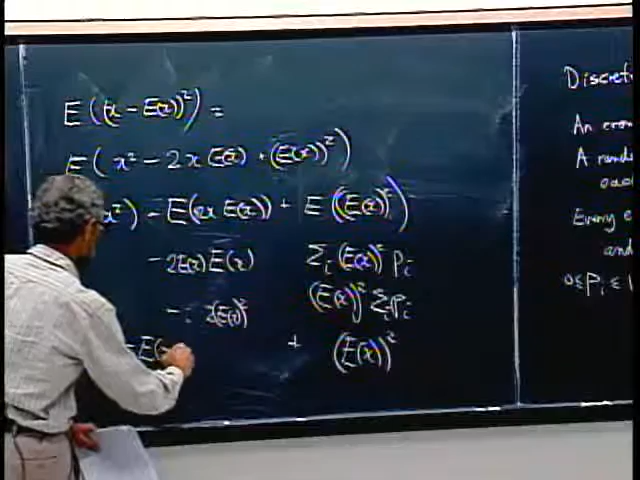 E((x - E(x))²) =
E( x² - 2x E(x) + (E(x))² )
x²) - E(2x E(x)) + E((E(x))²)
- 2E(x) E(x) Σᵢ (E(x))² pᵢ
- 2(E(x))² (E(x))² Σᵢ pᵢ
- E( + (E(x))²
Discret
An
A
Every
and
0 ≤ pᵢ ≤ 1